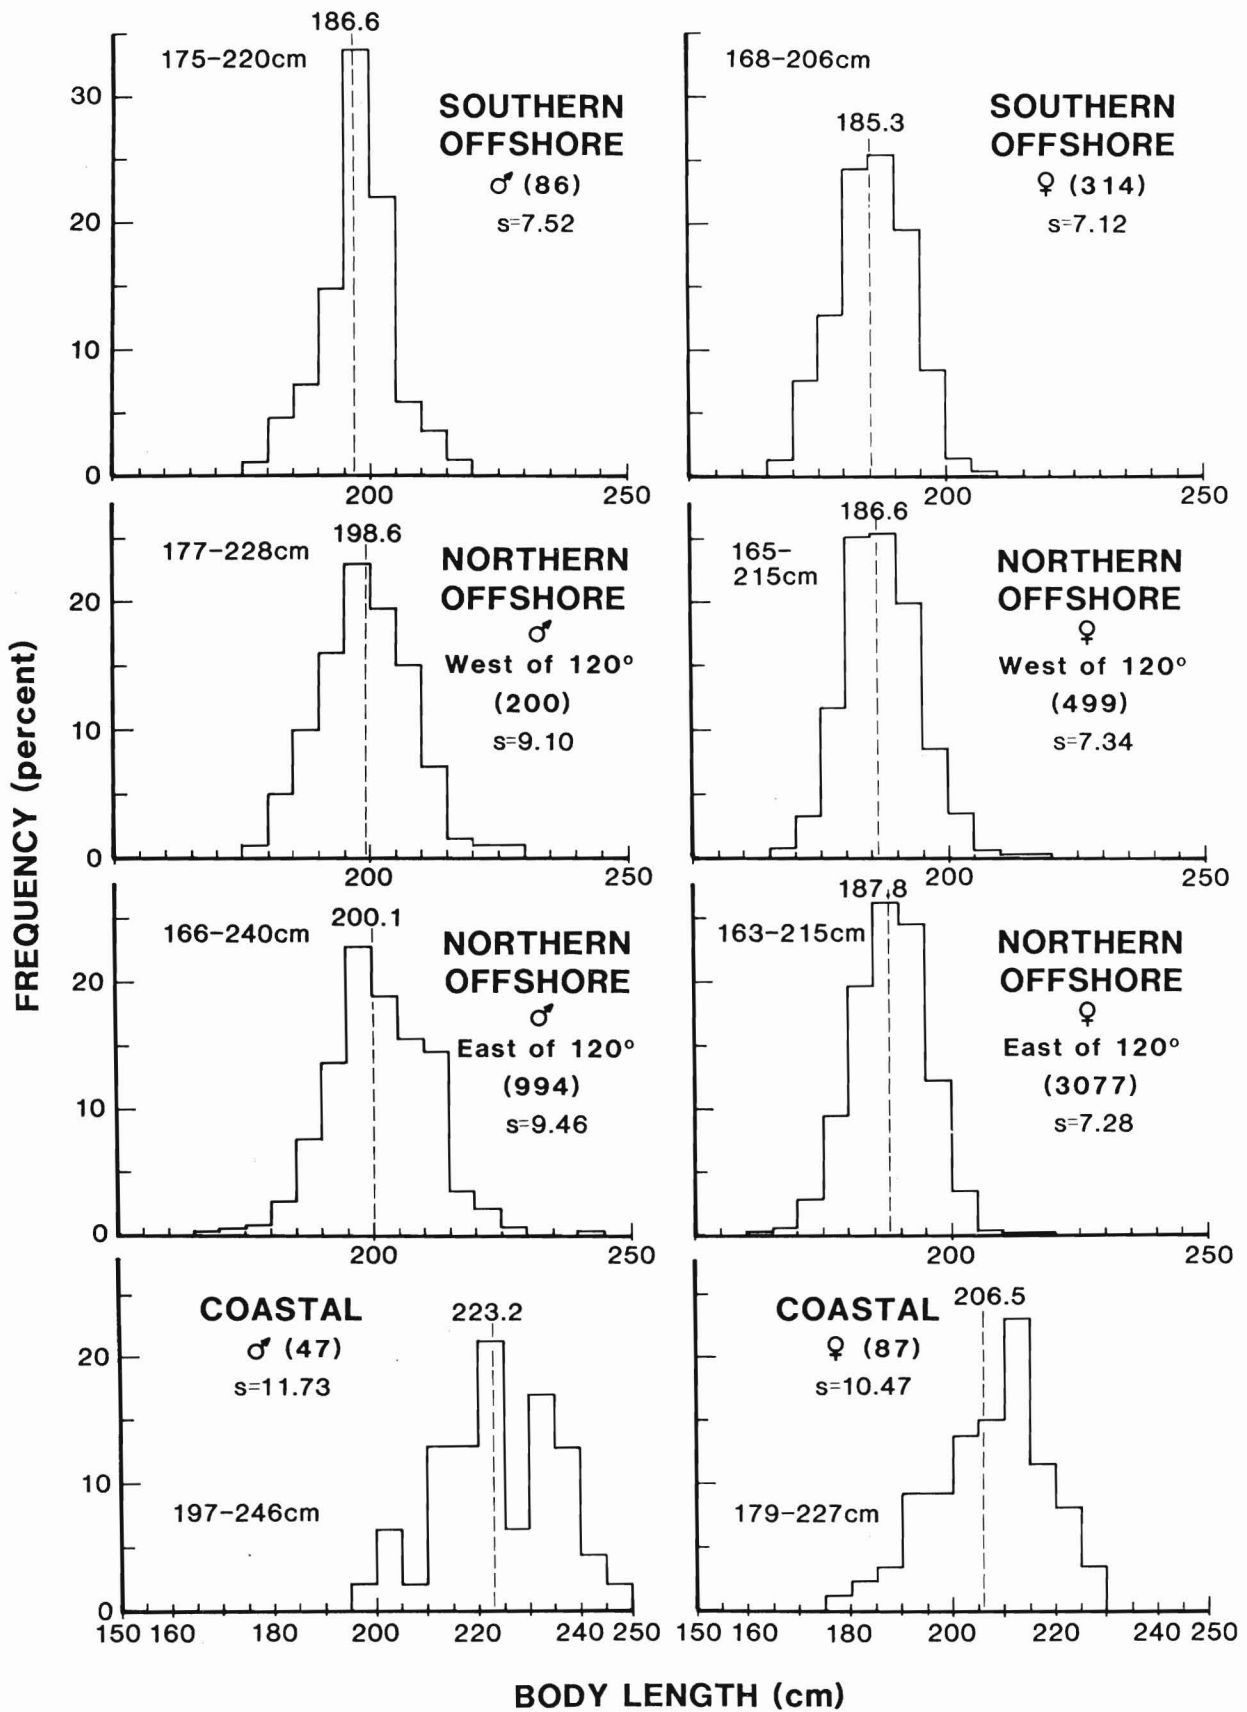 FREQUENCY (percent)
186.6
175-220cm
SOUTHERN
OFFSHORE
♂ (86)
s=7.52
30
20
10
0
200
250
168-206cm
185.3
SOUTHERN
OFFSHORE
♀ (314)
s=7.12
200
250
177-228cm
198.6
NORTHERN
OFFSHORE
♂
West of 120°
(200)
s=9.10
20
10
0
200
250
165-
215cm
186.6
NORTHERN
OFFSHORE
♀
West of 120°
(499)
s=7.34
200
250
166-240cm
200.1
NORTHERN
OFFSHORE
♂
East of 120°
(994)
s=9.46
20
10
0
200
250
163-215cm
187.8
NORTHERN
OFFSHORE
♀
East of 120°
(3077)
s=7.28
200
250
COASTAL
♂ (47)
s=11.73
223.2
197-246cm
20
10
0
150 160 180 200 220 240 250
COASTAL
♀ (87)
s=10.47
206.5
179-227cm
150 160 180 200 220 240 250
BODY LENGTH (cm)